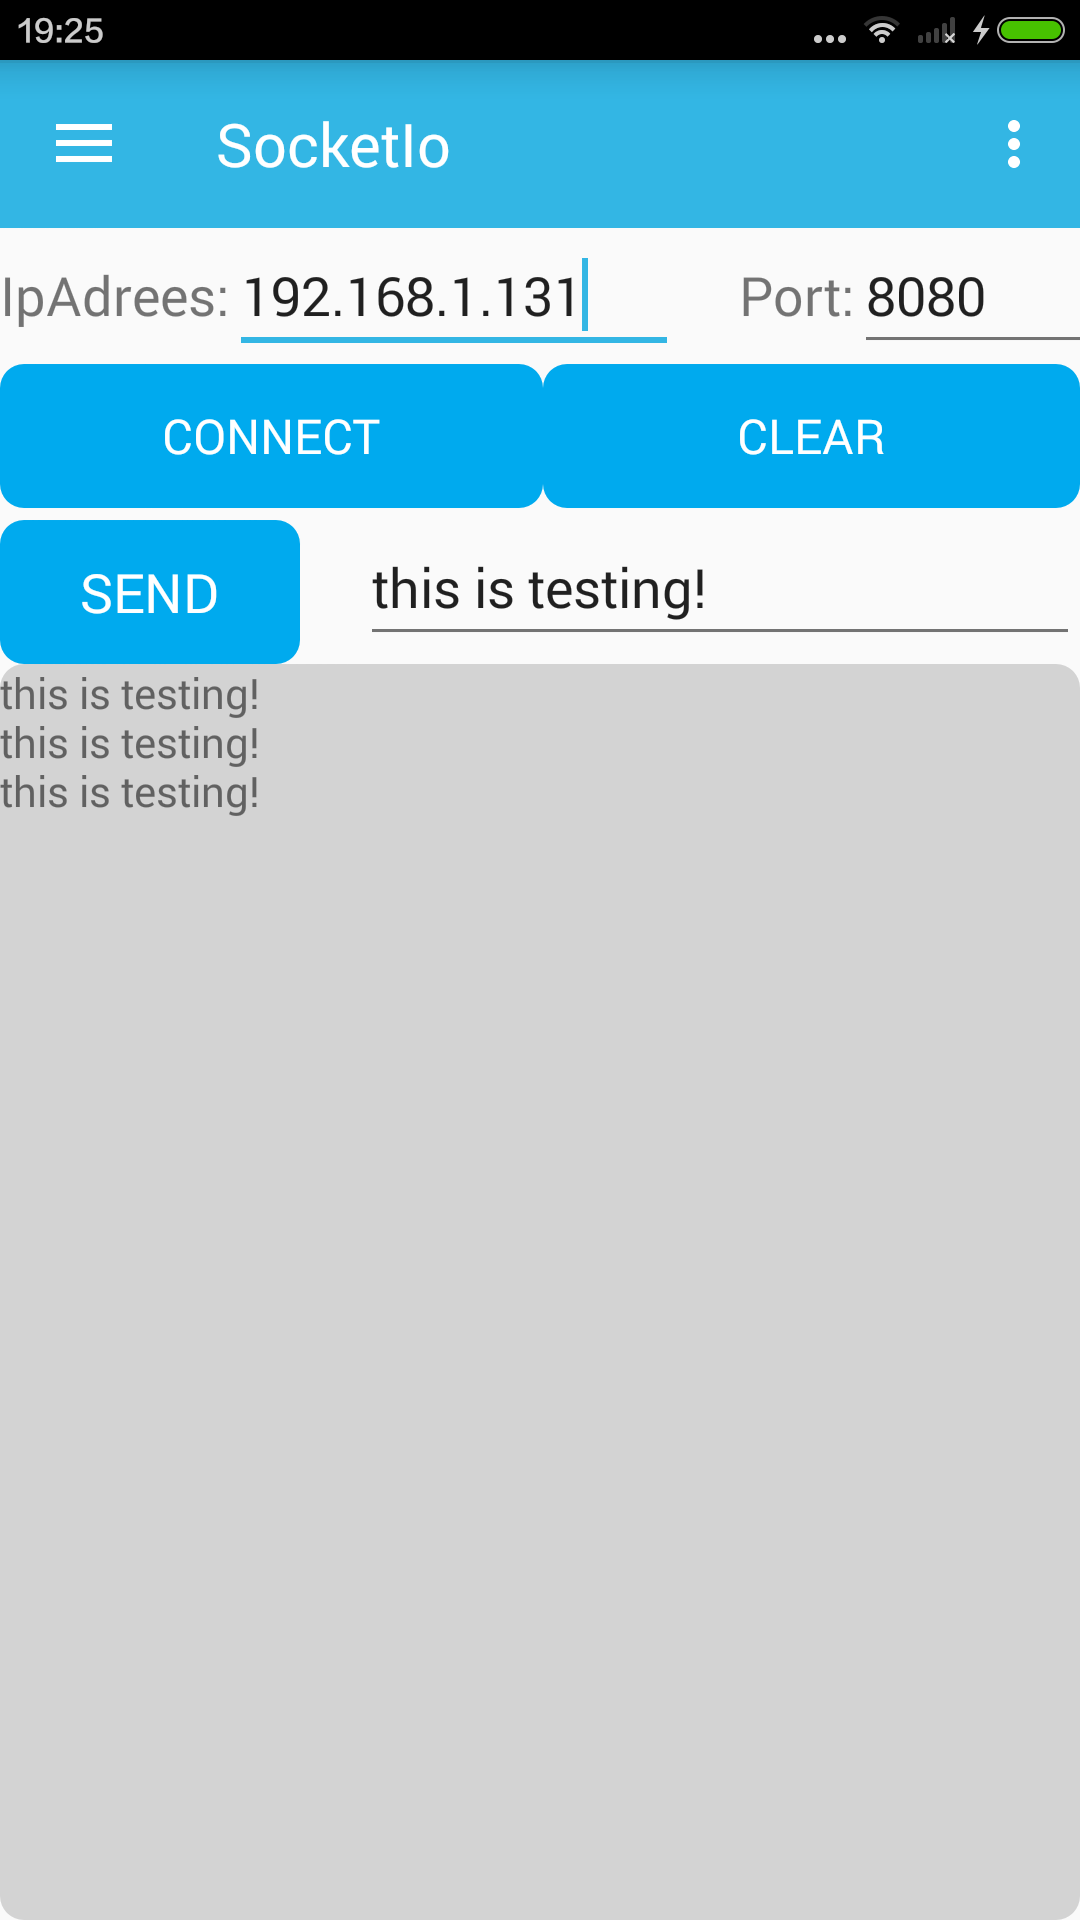 19:25
SocketIo
IpAdrees: 192.168.1.131 Port: 8080
CONNECT CLEAR
SEND this is testing!
this is testing!
this is testing!
this is testing!